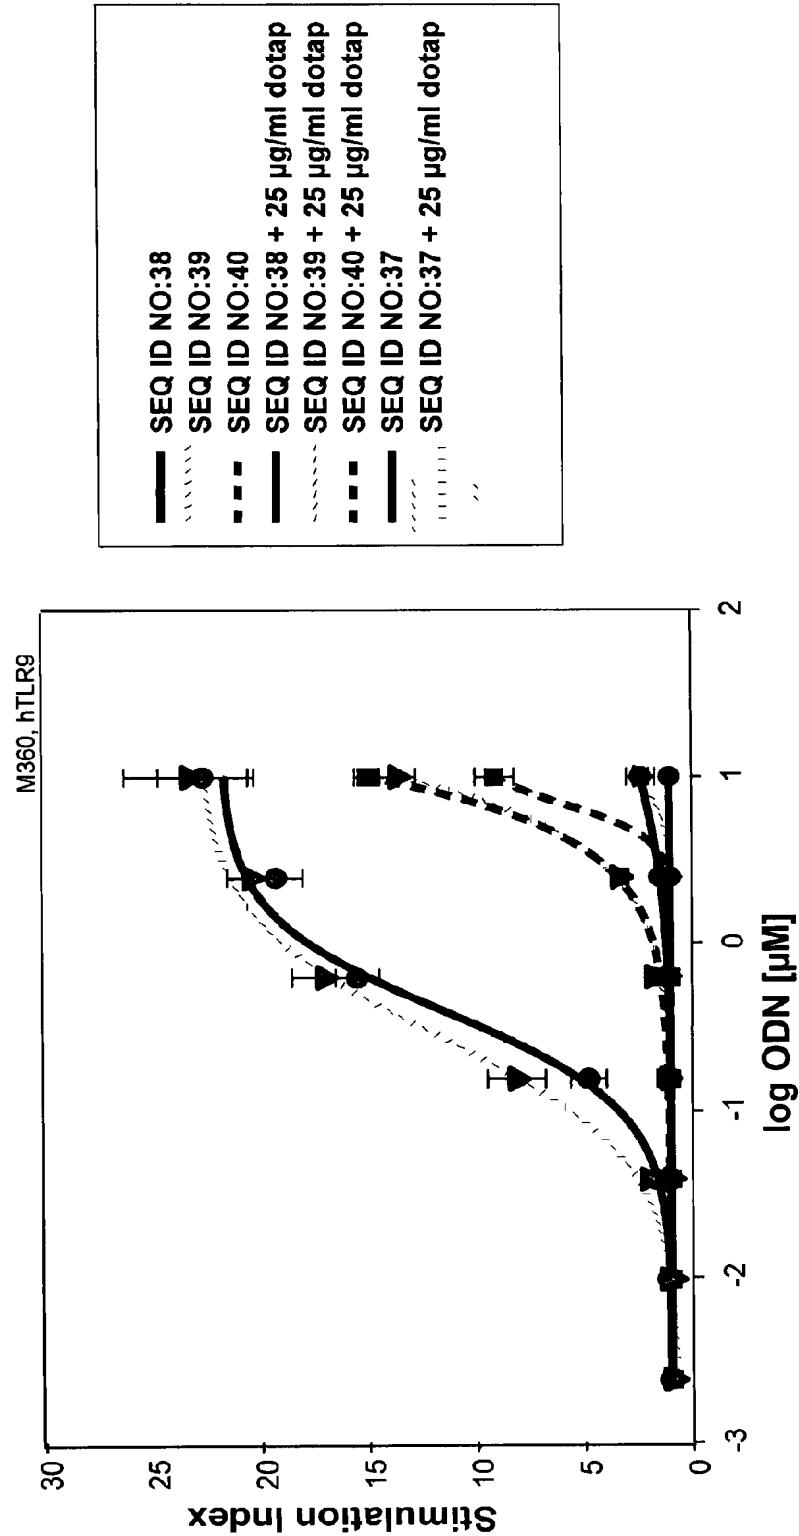 M360, hTLR9
Stimulation Index
30
25
20
15
10
5
0
-3
-2
-1
0
1
2
log ODN [µM]
SEQ ID NO:38
SEQ ID NO:39
SEQ ID NO:40
SEQ ID NO:38 + 25 µg/ml dotap
SEQ ID NO:39 + 25 µg/ml dotap
SEQ ID NO:40 + 25 µg/ml dotap
SEQ ID NO:37
SEQ ID NO:37 + 25 µg/ml dotap